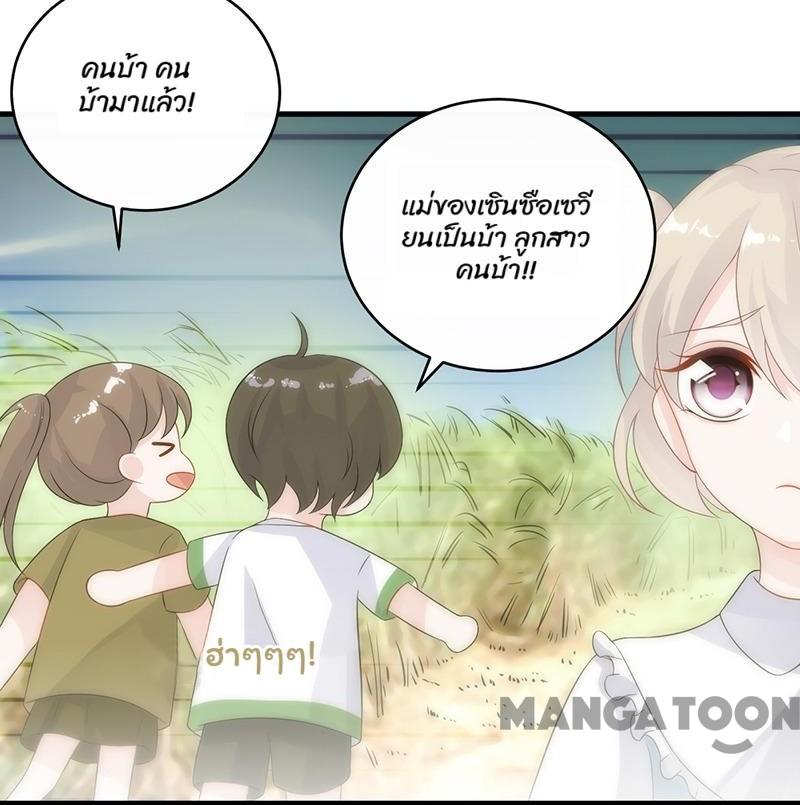 คนบ้า คน
บ้ามาแล้ว!
แม่ของเซินซือเซวี
ยนเป็นบ้า ลูกสาว
คนบ้า!!
ฮ่าๆๆๆ!
MANGATOON